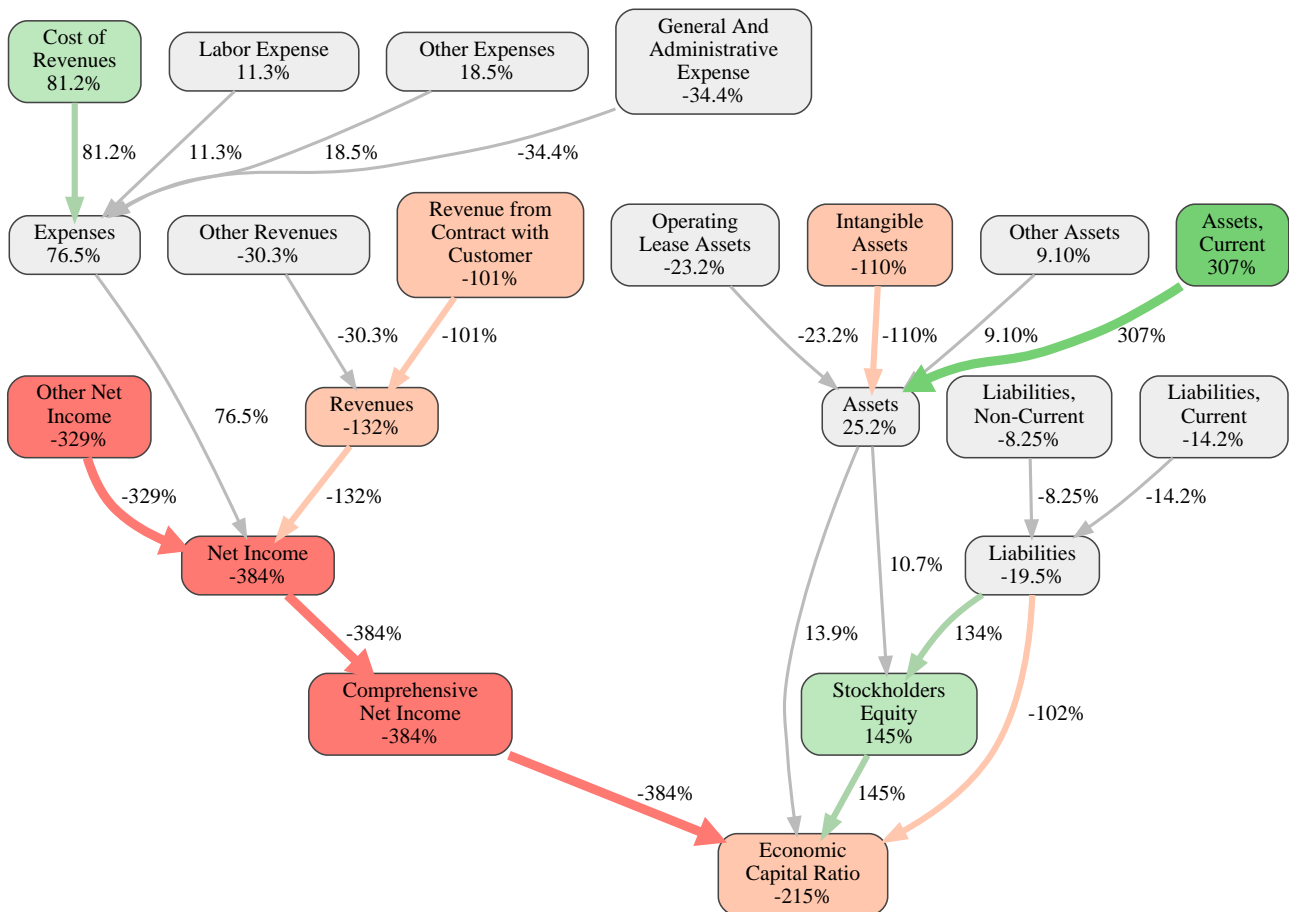 Cost of
Revenues
81.2%
Labor Expense
11.3%
Other Expenses
18.5%
General And
Administrative
Expense
-34.4%
81.2%
11.3%
18.5%
-34.4%
Expenses
76.5%
Other Revenues
-30.3%
Revenue from
Contract with
Customer
-101%
Operating
Lease Assets
-23.2%
Intangible
Assets
-110%
Other Assets
9.10%
Assets,
Current
307%
-30.3%
-101%
-23.2%
-110%
9.10%
307%
Other Net
Income
-329%
76.5%
Revenues
-132%
Assets
25.2%
Liabilities,
Non-Current
-8.25%
Liabilities,
Current
-14.2%
-329%
-132%
-8.25%
-14.2%
Net Income
-384%
10.7%
Liabilities
-19.5%
-384%
13.9%
134%
Comprehensive
Net Income
-384%
Stockholders
Equity
145%
-102%
-384%
145%
Economic
Capital Ratio
-215%